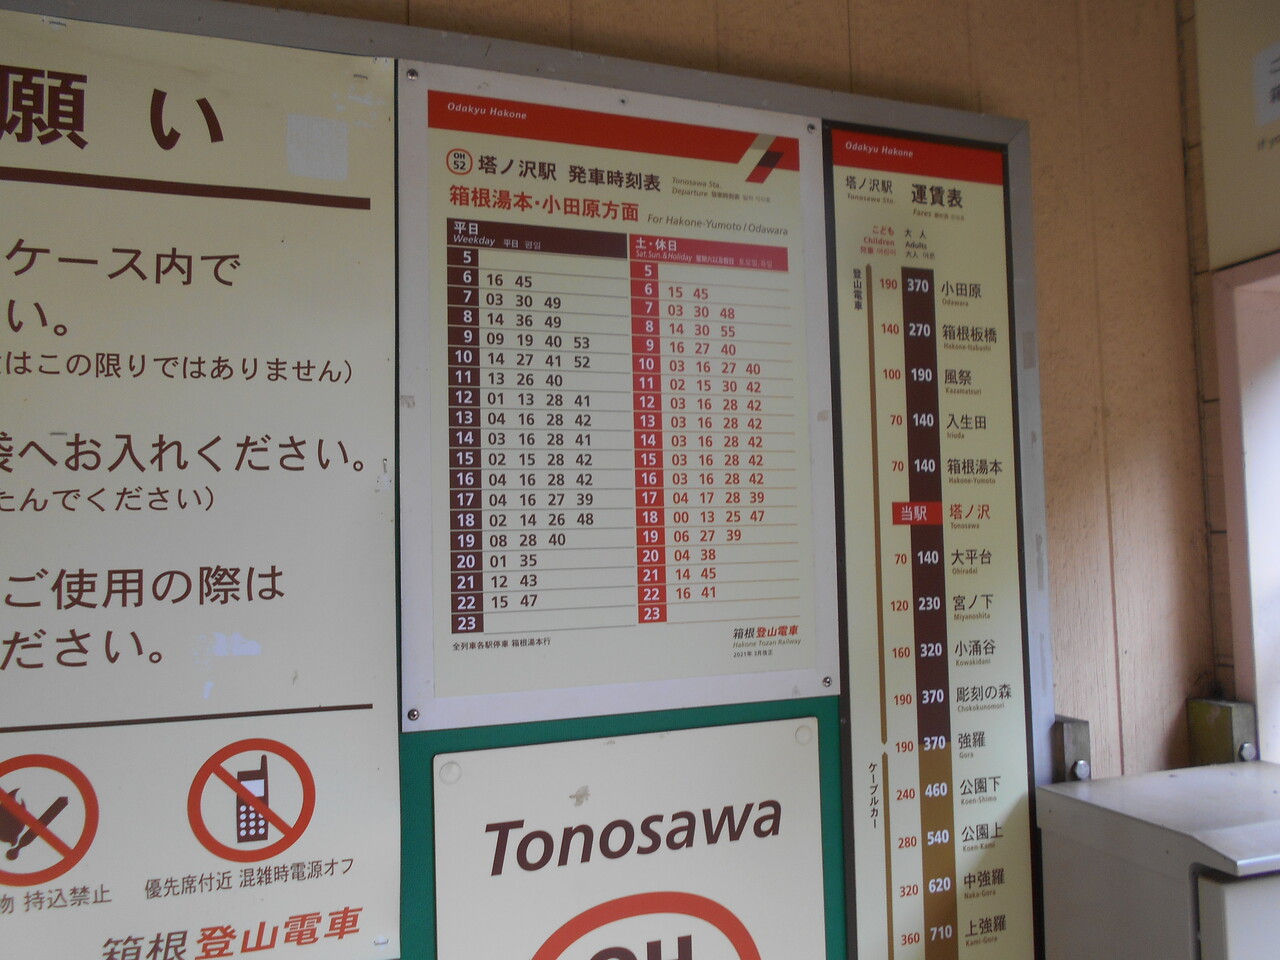 願い
ケース内で
い。
はこの限りではありません）
袋へお入れください。
たんでください）
ご使用の際は
ださい。
物 持込禁止
優先席付近 混雑時電源オフ
箱根登山電車
Odakyu Hakone
OH 52 塔ノ沢駅 発車時刻表 Tonosawa Sta. Departure
箱根湯本・小田原方面 For Hakone-Yumoto / Odawara
平日
Weekday 平日 평일
5
6 16 45
7 03 30 49
8 14 36 49
9 09 19 40 53
10 14 27 41 52
11 13 26 40
12 01 13 28 41
13 04 16 28 42
14 03 16 28 41
15 02 15 28 42
16 04 16 28 42
17 04 16 27 39
18 02 14 26 48
19 08 28 40
20 01 35
21 12 43
22 15 47
23
土・休日
Sat. Sun. & Holiday
5
6 15 45
7 03 30 48
8 14 30 55
9 16 27 40
10 03 16 27 40
11 02 15 30 42
12 03 16 28 42
13 03 16 28 42
14 03 16 28 42
15 03 16 28 42
16 03 16 28 42
17 04 17 28 39
18 00 13 25 47
19 06 27 39
20 04 38
21 14 45
22 16 41
23
全列車各駅停車 箱根湯本行
箱根登山電車
Hakone Tozan Railway
2021年 3月改正
Tonosawa
OH
Odakyu Hakone
塔ノ沢駅 運賃表
Tonosawa Sta. Fares
こども 大人
Children Adults
登山電車
190 370 小田原
Odawara
140 270 箱根板橋
100 190 風祭
Kazamatsuri
70 140 入生田
Iriuda
70 140 箱根湯本
Hakone-Yumoto
当駅 塔ノ沢
Tonosawa
70 140 大平台
Ohiradai
120 230 宮ノ下
Miyanoshita
160 320 小涌谷
Kowakidani
190 370 彫刻の森
Chokokunomori
190 370 強羅
Gora
ケーブルカー
240 460 公園下
Koen-Shimo
280 540 公園上
Koen-Kami
320 620 中強羅
Naka-Gora
360 710 上強羅
Kami-Gora